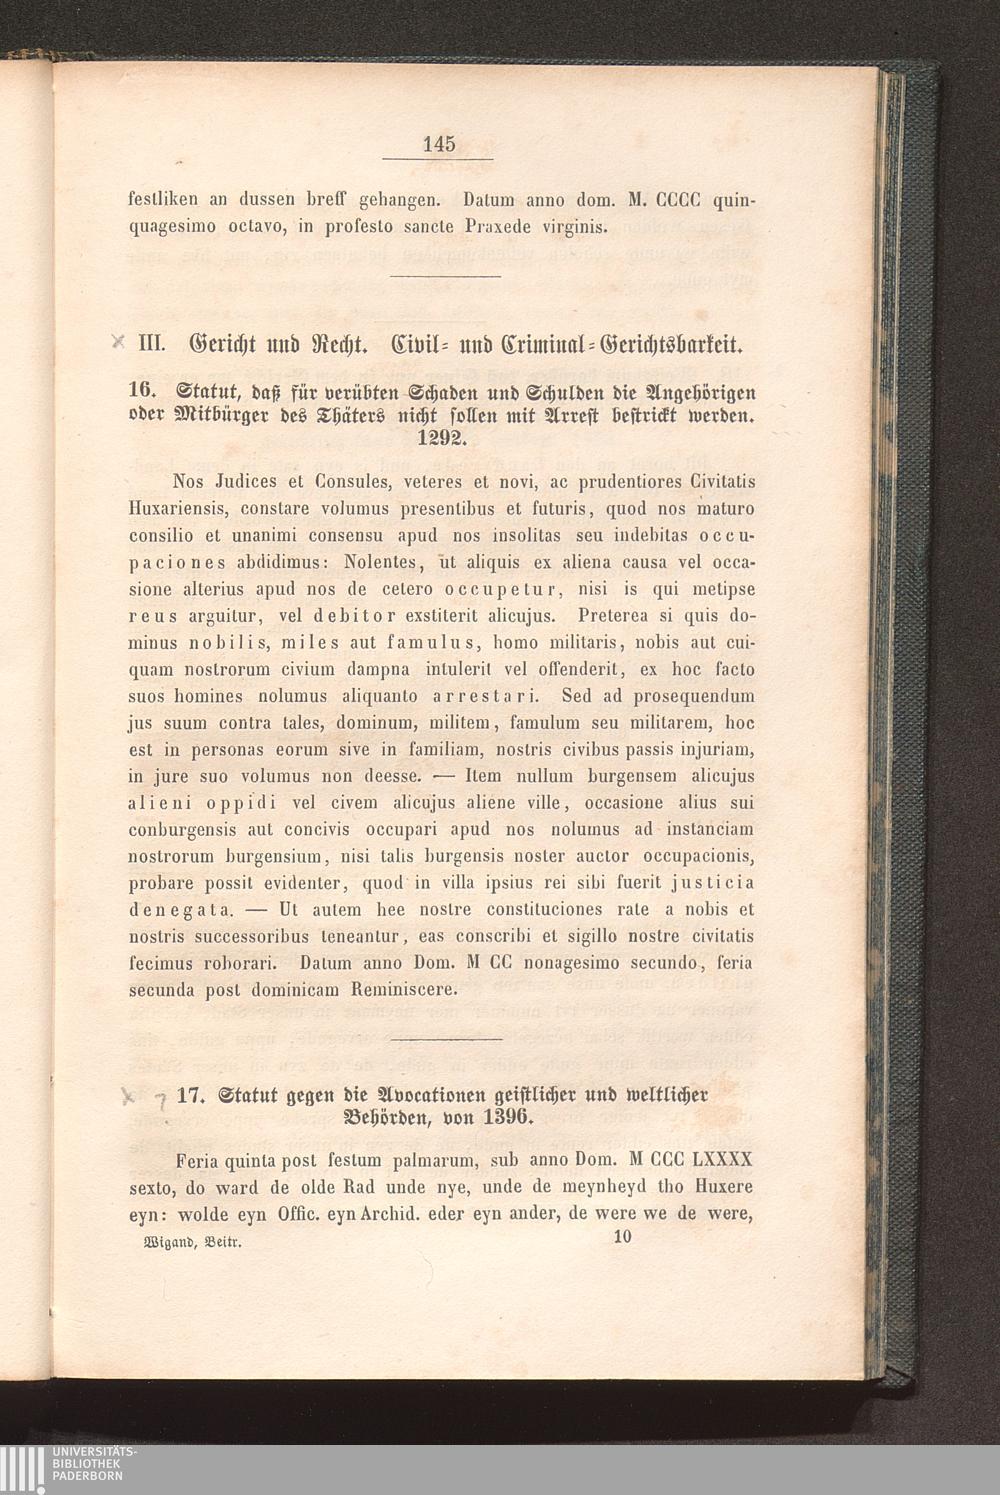 145
festliken an dussen breff gehangen. Datum anno dom. M. CCCC quin-
quagesimo octavo, in profesto sancte Praxede virginis.
III. Gericht und Recht. Civil- und Criminal-Gerichtsbarkeit.
16. Statut, daß für verübten Schaden und Schulden die Angehörigen
oder Mitbürger des Thäters nicht sollen mit Arrest bestrickt werden.
1292.
Nos Judices et Consules, veteres et novi, ac prudentiores Civitatis
Huxariensis, constare volumus presentibus et futuris, quod nos maturo
consilio et unanimi consensu apud nos insolitas seu indebitas occu-
paciones abdidimus: Nolentes, ut aliquis ex aliena causa vel occa-
sione alterius apud nos de cetero occupetur, nisi is qui metipse
reus arguitur, vel debitor exstiterit alicujus. Preterea si quis do-
minus nobilis, miles aut famulus, homo militaris, nobis aut cui-
quam nostrorum civium dampna intulerit vel offenderit, ex hoc facto
suos homines nolumus aliquanto arrestari. Sed ad prosequendum
jus suum contra tales, dominum, militem, famulum seu militarem, hoc
est in personas eorum sive in familiam, nostris civibus passis injuriam,
in jure suo volumus non deesse. — Item nullum burgensem alicujus
alieni oppidi vel civem alicujus aliene ville, occasione alius sui
conburgensis aut concivis occupari apud nos nolumus ad instanciam
nostrorum burgensium, nisi talis burgensis noster auctor occupacionis,
probare possit evidenter, quod in villa ipsius rei sibi fuerit justicia
denegata. — Ut autem hee nostre constituciones rate a nobis et
nostris successoribus teneantur, eas conscribi et sigillo nostre civitatis
fecimus roborari. Datum anno Dom. M CC nonagesimo secundo, feria
secunda post dominicam Reminiscere.
17. Statut gegen die Avocationen geistlicher und weltlicher
Behörden, von 1396.
Feria quinta post festum palmarum, sub anno Dom. M CCC LXXXX
sexto, do ward de olde Rad unde nye, unde de meynheyd tho Huxere
eyn: wolde eyn Offic. eyn Archid. eder eyn ander, de were we de were,
Wigand, Beitr. 10
UNIVERSITÄTS-
BIBLIOTHEK
PADERBORN